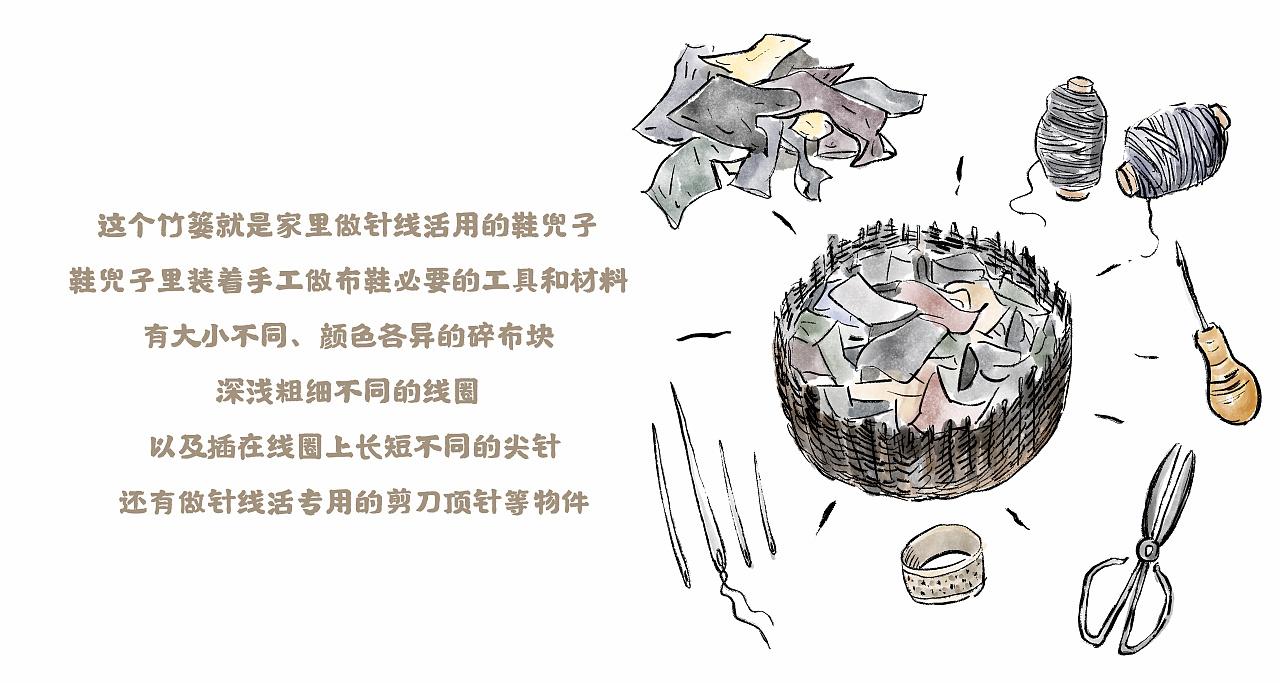 这个竹篓就是家里做针线活用的鞋兜子
鞋兜子里装着手工做布鞋必要的工具和材料
有大小不同、颜色各异的碎布块
深浅粗细不同的线圈
以及插在线圈上长短不同的尖针
还有做针线活专用的剪刀顶针等物件